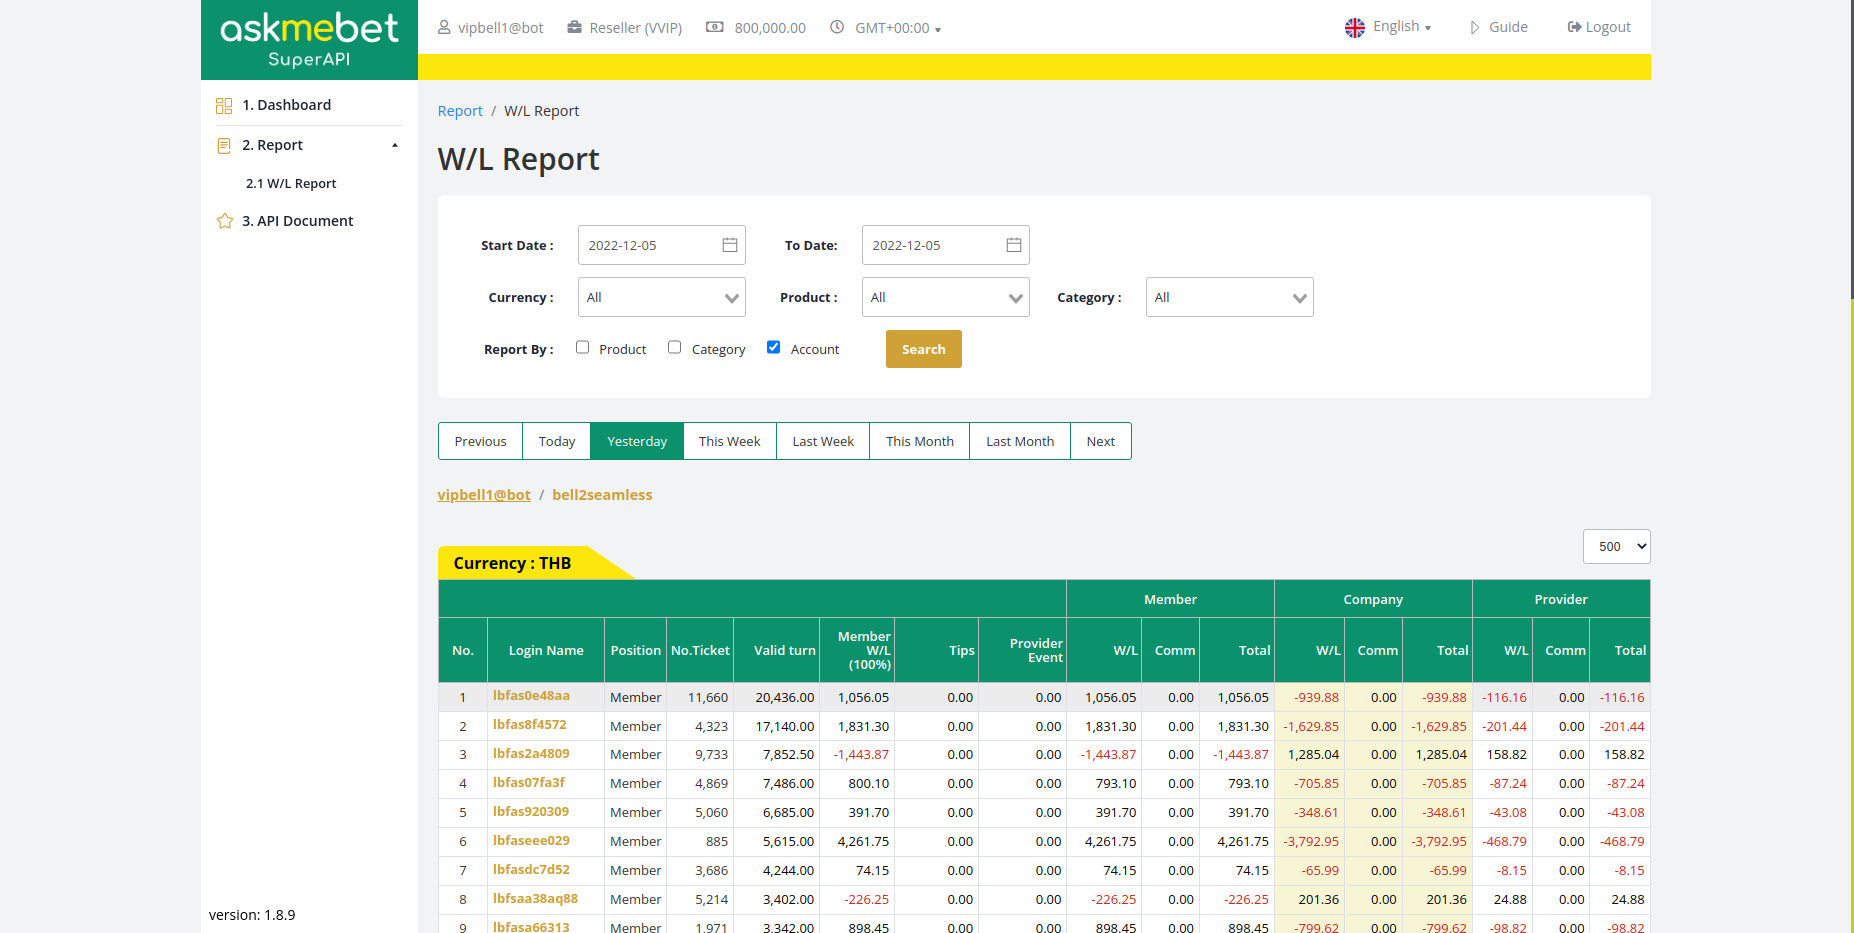 askmebet
SuperAPI
vipbell1@bot Reseller (VVIP) 800,000.00 GMT+00:00 English Guide Logout
1. Dashboard
2. Report
2.1 W/L Report
3. API Document
version: 1.8.9
Report / W/L Report
W/L Report
Start Date : 2022-12-05 To Date: 2022-12-05
Currency : All Product : All Category : All
Report By : Product Category Account Search
Previous Today Yesterday This Week Last Week This Month Last Month Next
vipbell1@bot / bell2seamless
500
Currency : THB
Member Company Provider
No. Login Name Position No.Ticket Valid turn Member W/L (100%) Tips Provider Event W/L Comm Total W/L Comm Total W/L Comm Total
1 lbfas0e48aa Member 11,660 20,436.00 1,056.05 0.00 0.00 1,056.05 0.00 1,056.05 -939.88 0.00 -939.88 -116.16 0.00 -116.16
2 lbfas8f4572 Member 4,323 17,140.00 1,831.30 0.00 0.00 1,831.30 0.00 1,831.30 -1,629.85 0.00 -1,629.85 -201.44 0.00 -201.44
3 lbfas2a4809 Member 9,733 7,852.50 -1,443.87 0.00 0.00 -1,443.87 0.00 -1,443.87 1,285.04 0.00 1,285.04 158.82 0.00 158.82
4 lbfas07fa3f Member 4,869 7,486.00 800.10 0.00 0.00 793.10 0.00 793.10 -705.85 0.00 -705.85 -87.24 0.00 -87.24
5 lbfas920309 Member 5,060 6,685.00 391.70 0.00 0.00 391.70 0.00 391.70 -348.61 0.00 -348.61 -43.08 0.00 -43.08
6 lbfaseee029 Member 885 5,615.00 4,261.75 0.00 0.00 4,261.75 0.00 4,261.75 -3,792.95 0.00 -3,792.95 -468.79 0.00 -468.79
7 lbfasdc7d52 Member 3,686 4,244.00 74.15 0.00 0.00 74.15 0.00 74.15 -65.99 0.00 -65.99 -8.15 0.00 -8.15
8 lbfsaa38aq88 Member 5,214 3,402.00 -226.25 0.00 0.00 -226.25 0.00 -226.25 201.36 0.00 201.36 24.88 0.00 24.88
9 lbfasa66313 Member 1,971 3,342.00 898.45 0.00 0.00 898.45 0.00 898.45 -799.62 0.00 -799.62 -98.82 0.00 -98.82